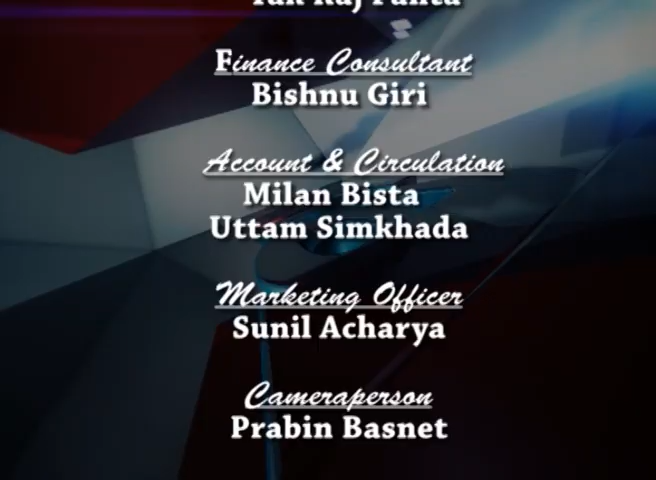 Finance Consultant
Bishnu Giri
Account & Circulation
Milan Bista
Uttam Simkhada
Marketing Officer
Sunil Acharya
Cameraperson
Prabin Basnet